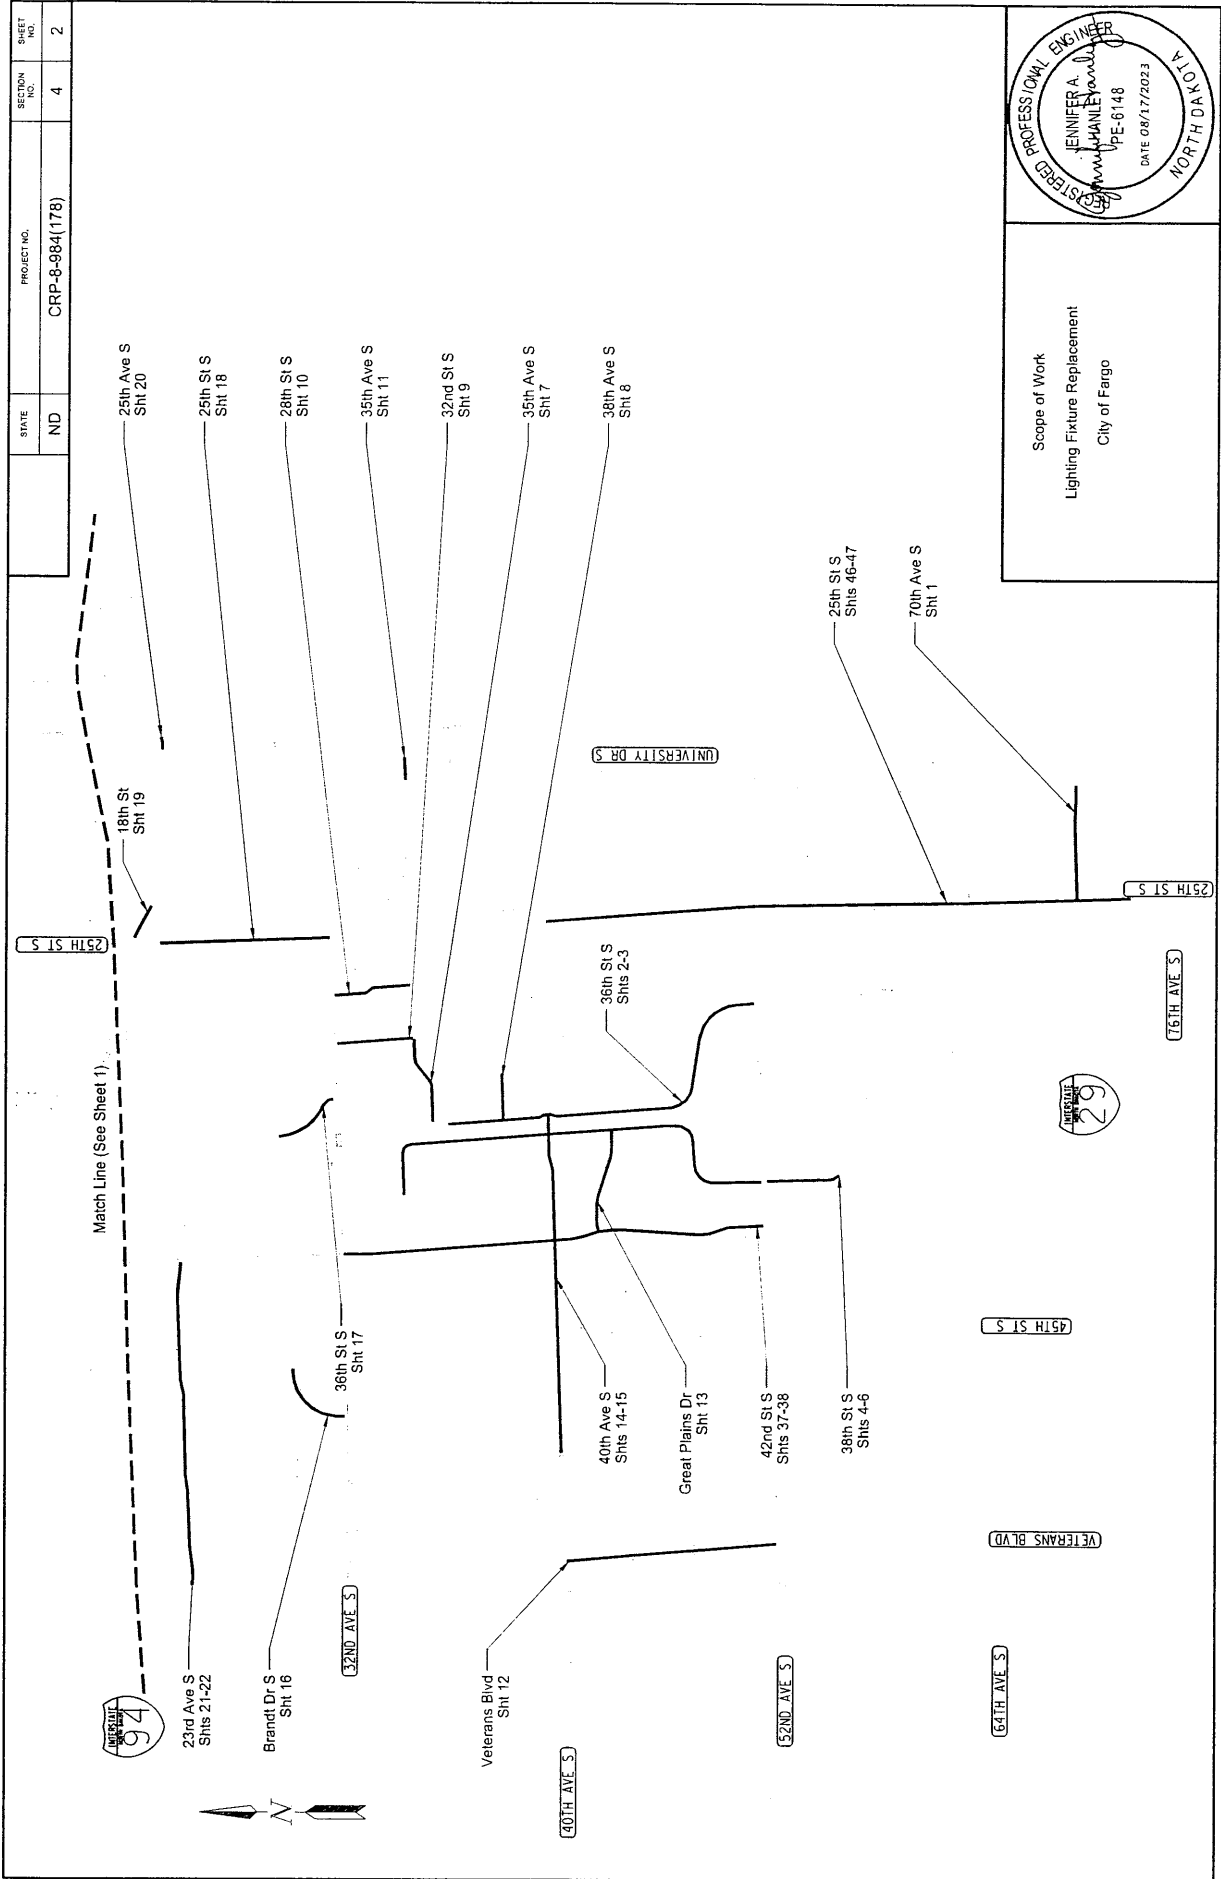 STATE
PROJECT NO.
SECTION
NO.
SHEET
NO.
ND
CRP-8-984(178)
4
2
Match Line (See Sheet 1)
INTERSTATE
94
25TH ST S
18th St
Sht 19
25th Ave S
Sht 20
25th St S
Sht 18
28th St S
Sht 10
35th Ave S
Sht 11
32nd St S
Sht 9
35th Ave S
Sht 7
38th Ave S
Sht 8
23rd Ave S
Shts 21-22
Brandt Dr S
Sht 16
36th St S
Sht 17
32ND AVE S
N
Veterans Blvd
Sht 12
40TH AVE S
40th Ave S
Shts 14-15
Great Plains Dr
Sht 13
42nd St S
Shts 37-38
38th St S
Shts 4-6
36th St S
Shts 2-3
UNIVERSITY DR S
25th St S
Shts 46-47
70th Ave S
Sht 1
52ND AVE S
64TH AVE S
VETERANS BLVD
45TH ST S
INTERSTATE
29
76TH AVE S
25TH ST S
Scope of Work
Lighting Fixture Replacement
City of Fargo
REGISTERED PROFESSIONAL ENGINEER
JENNIFER A.
HANLEY
PE-6148
DATE 08/17/2023
NORTH DAKOTA